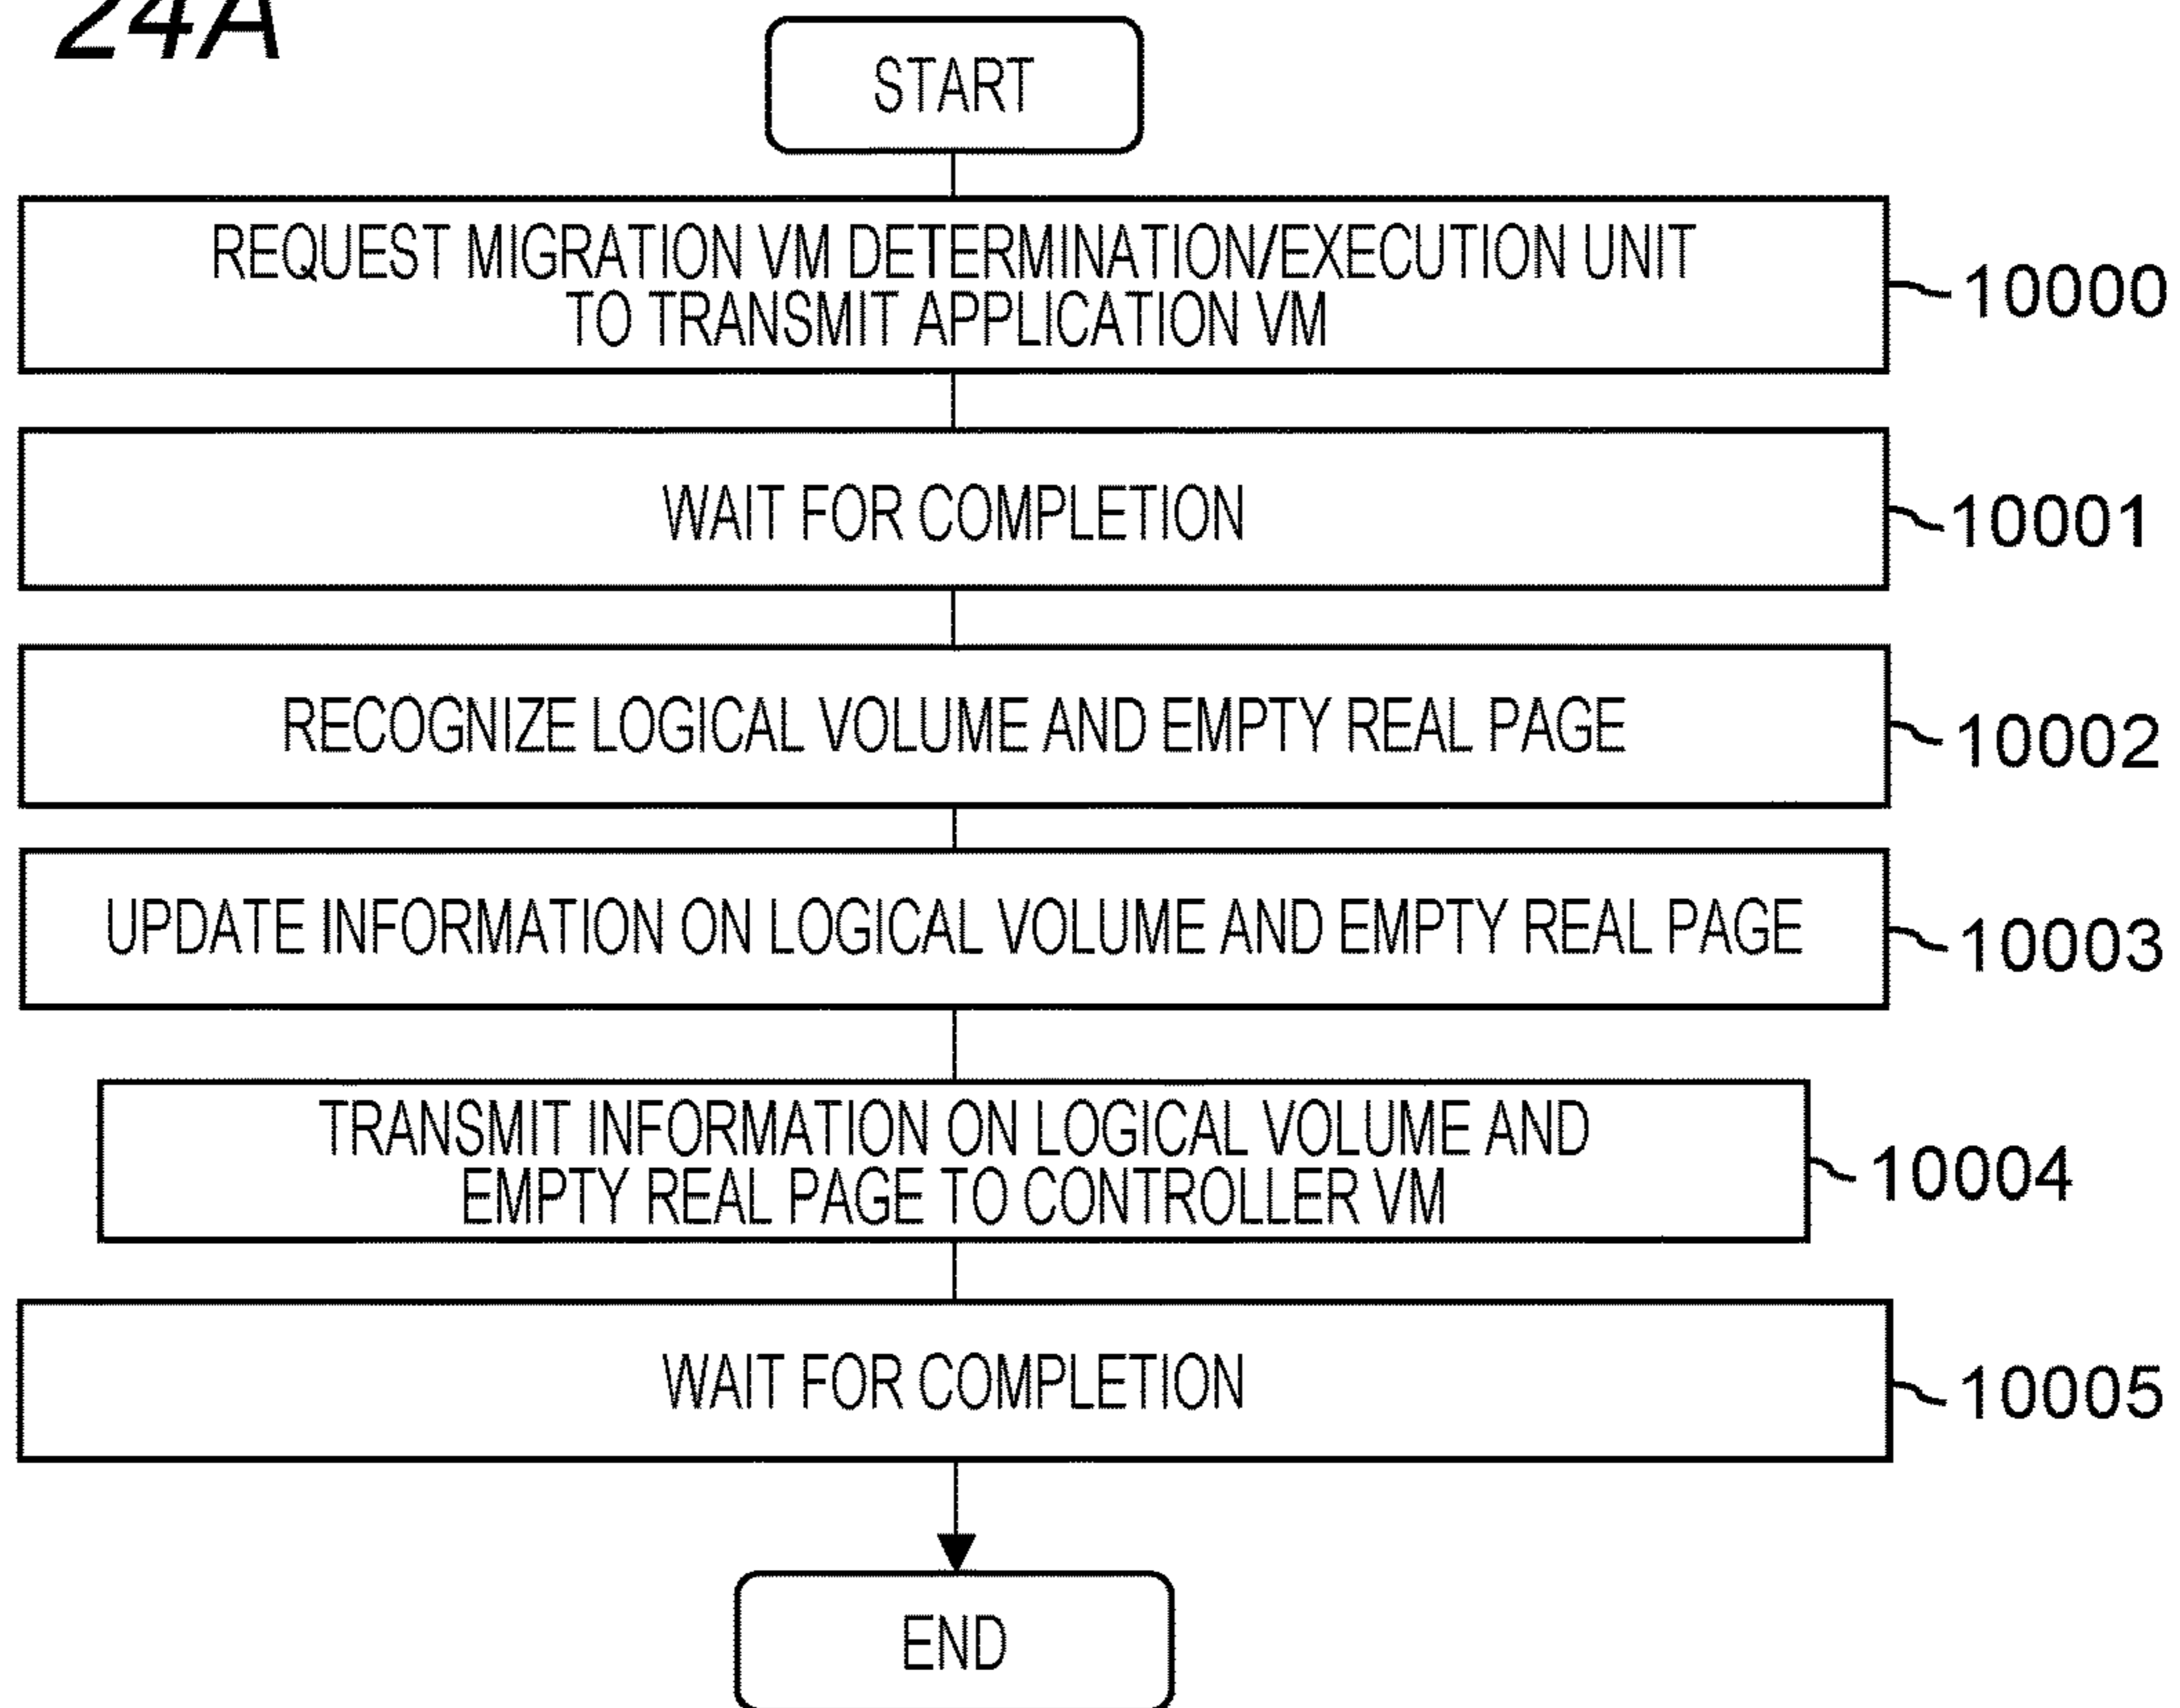 24A
START
REQUEST MIGRATION VM DETERMINATION/EXECUTION UNIT
TO TRANSMIT APPLICATION VM
10000
WAIT FOR COMPLETION
10001
RECOGNIZE LOGICAL VOLUME AND EMPTY REAL PAGE
10002
UPDATE INFORMATION ON LOGICAL VOLUME AND EMPTY REAL PAGE
10003
TRANSMIT INFORMATION ON LOGICAL VOLUME AND
EMPTY REAL PAGE TO CONTROLLER VM
10004
WAIT FOR COMPLETION
10005
END